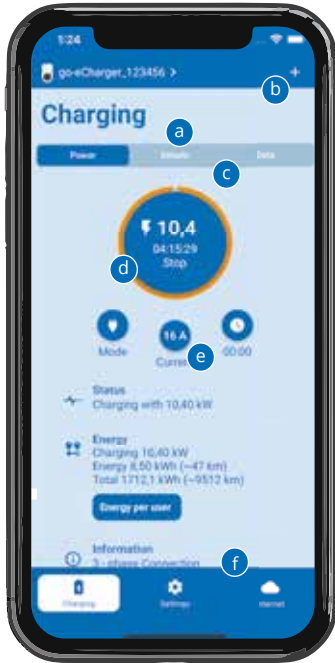 1:24
go-eCharger_123456 >
+
b
Charging
a
Power Details Data
c
10,4
04:15:29
Stop
d
16 A
e
Mode Curre 00:00
Status
Charging with 10,40 kW
Energy
Charging 10,40 kW
Energy 8,50 kWh (~47 km)
Total 1712,1 kWh (~9512 km)
Energy per user
Information
3 - phase Connection
f
Charging Settings Internet